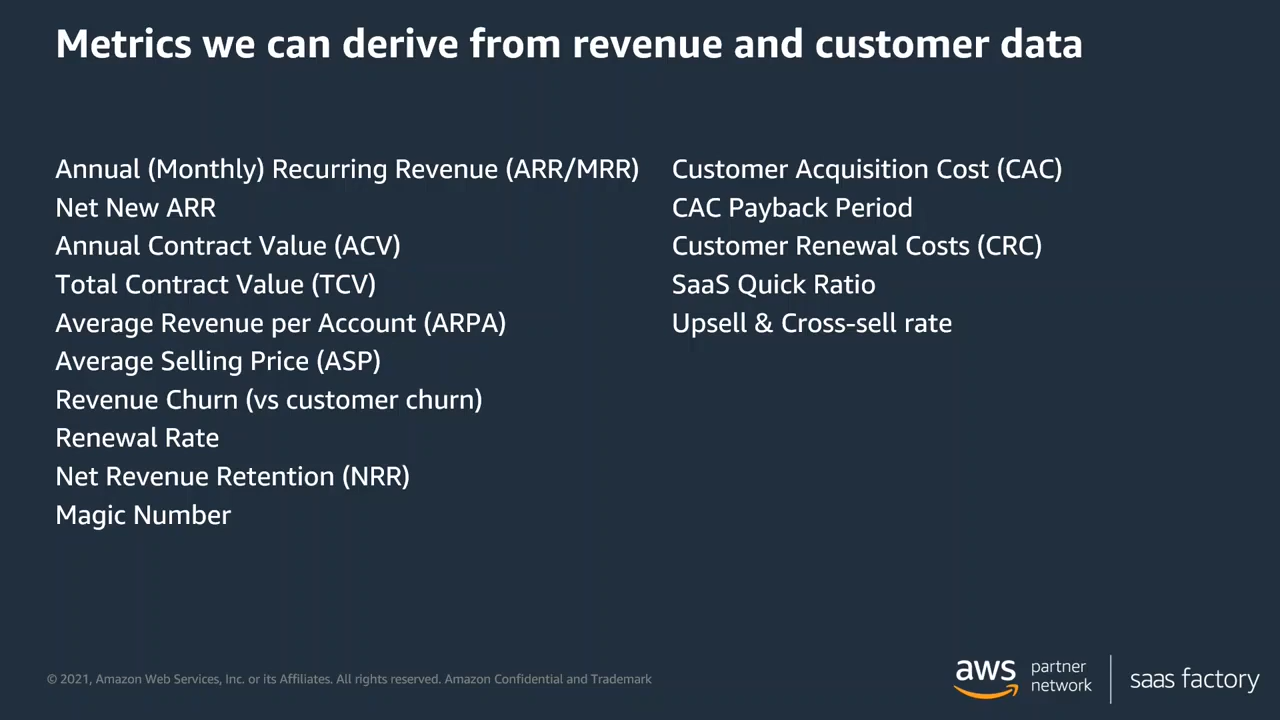 Metrics we can derive from revenue and customer data
Annual (Monthly) Recurring Revenue (ARR/MRR)
Net New ARR
Annual Contract Value (ACV)
Total Contract Value (TCV)
Average Revenue per Account (ARPA)
Average Selling Price (ASP)
Revenue Churn (vs customer churn)
Renewal Rate
Net Revenue Retention (NRR)
Magic Number
Customer Acquisition Cost (CAC)
CAC Payback Period
Customer Renewal Costs (CRC)
SaaS Quick Ratio
Upsell & Cross-sell rate
© 2021, Amazon Web Services, Inc. or its Affiliates. All rights reserved. Amazon Confidential and Trademark
aws
partner
network
saas factory